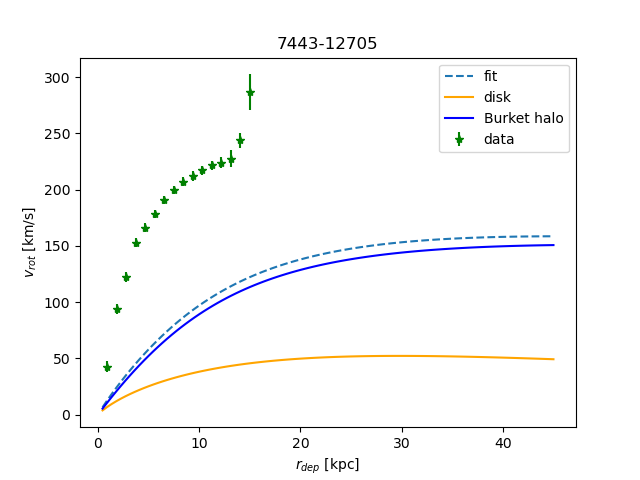 7443-12705
300
250
200
150
100
50
0
v_rot [km/s]
fit
disk
Burket halo
data
0 10 20 30 40
r_dep [kpc]